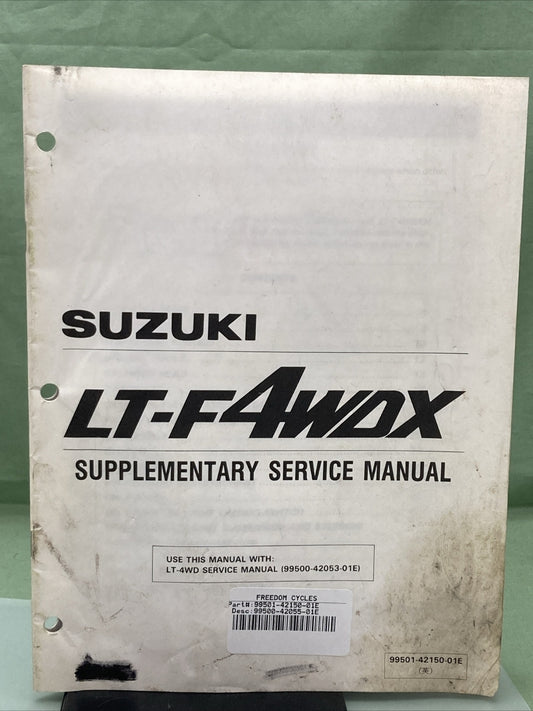 SUZUKI
LT-F4WDX
SUPPLEMENTARY SERVICE MANUAL
USE THIS MANUAL WITH:
LT-4WD SERVICE MANUAL (99500-42053-01E)
FREEDOM CYCLES
Part#:99501-42150-01E
Desc:99500-42055-01E
99501-42150-01E
(英)